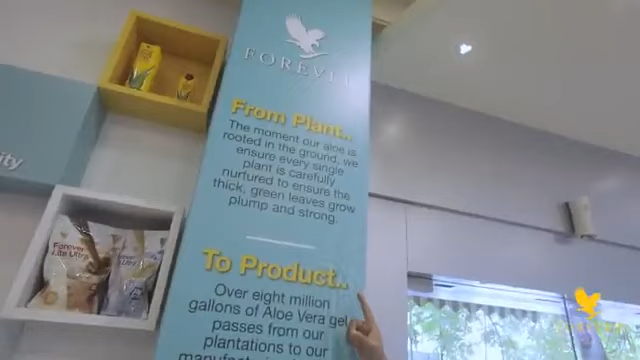 FOREVER
From Plant..
The moment our aloe is
rooted in the ground, we
ensure every single
plant is carefully
nurtured to ensure the
thick, green leaves grow
plump and strong.
To Product..
Over eight million
gallons of Aloe Vera gel
passes from our
plantations to our
Forever
Lite Ultra